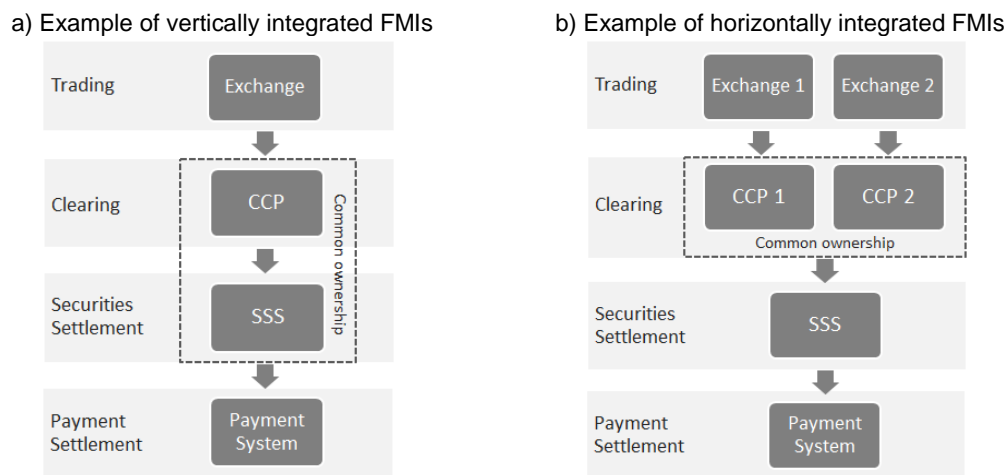 a) Example of vertically integrated FMIs
Trading
Exchange
Clearing
CCP
Common ownership
Securities
Settlement
SSS
Payment
Settlement
Payment
System
b) Example of horizontally integrated FMIs
Trading
Exchange 1
Exchange 2
Clearing
CCP 1
CCP 2
Common ownership
Securities
Settlement
SSS
Payment
Settlement
Payment
System